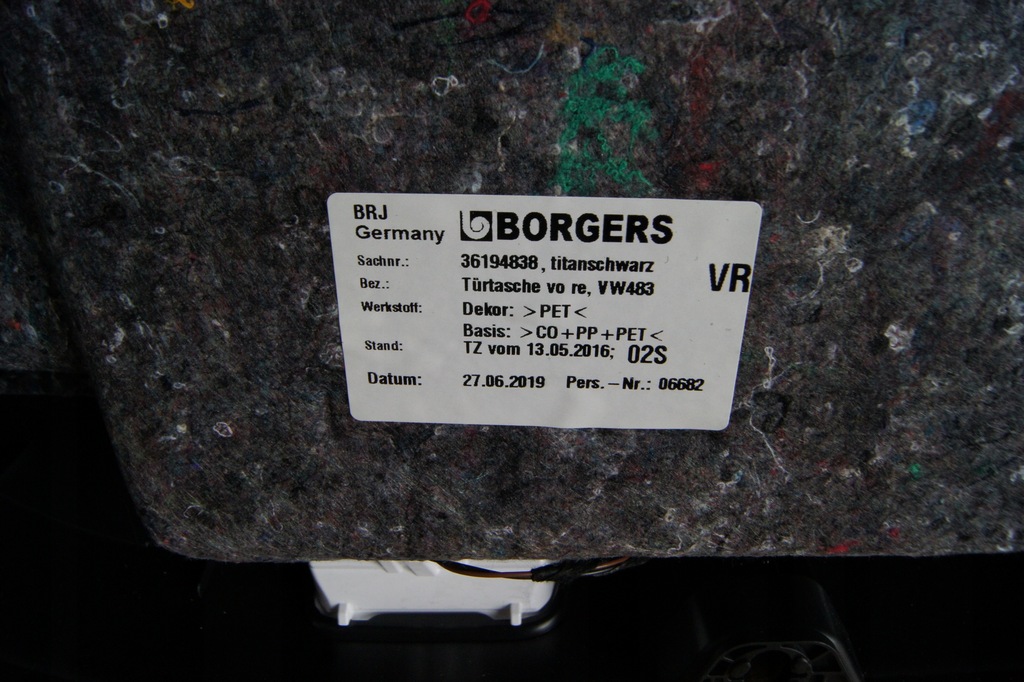 BRJ
Germany
BORGERS
Sachnr.: 36194838, titanschwarz
VR
Bez.: Türtasche vo re, VW483
Werkstoff: Dekor: >PET<
Basis: >CO+PP+PET<
Stand: TZ vom 13.05.2016; 02S
Datum: 27.06.2019 Pers.-Nr.: 06682